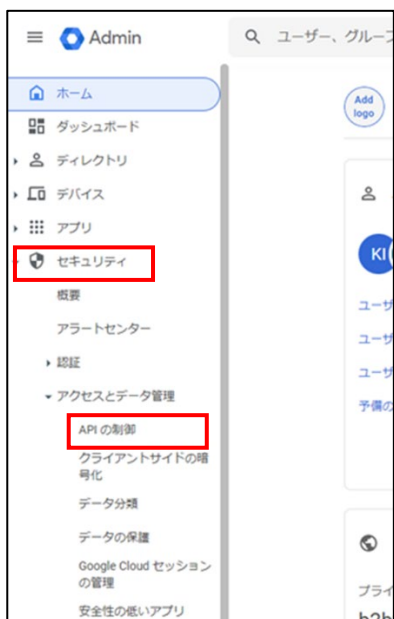 Admin
ユーザー、グループ
ホーム
ダッシュボード
ディレクトリ
デバイス
アプリ
セキュリティ
概要
アラートセンター
認証
アクセスとデータ管理
API の制御
クライアントサイドの暗
号化
データ分類
データの保護
Google Cloud セッション
の管理
安全性の低いアプリ
Add
logo
KI
ユーザ
ユーザ
ユーザ
予備の
プライ